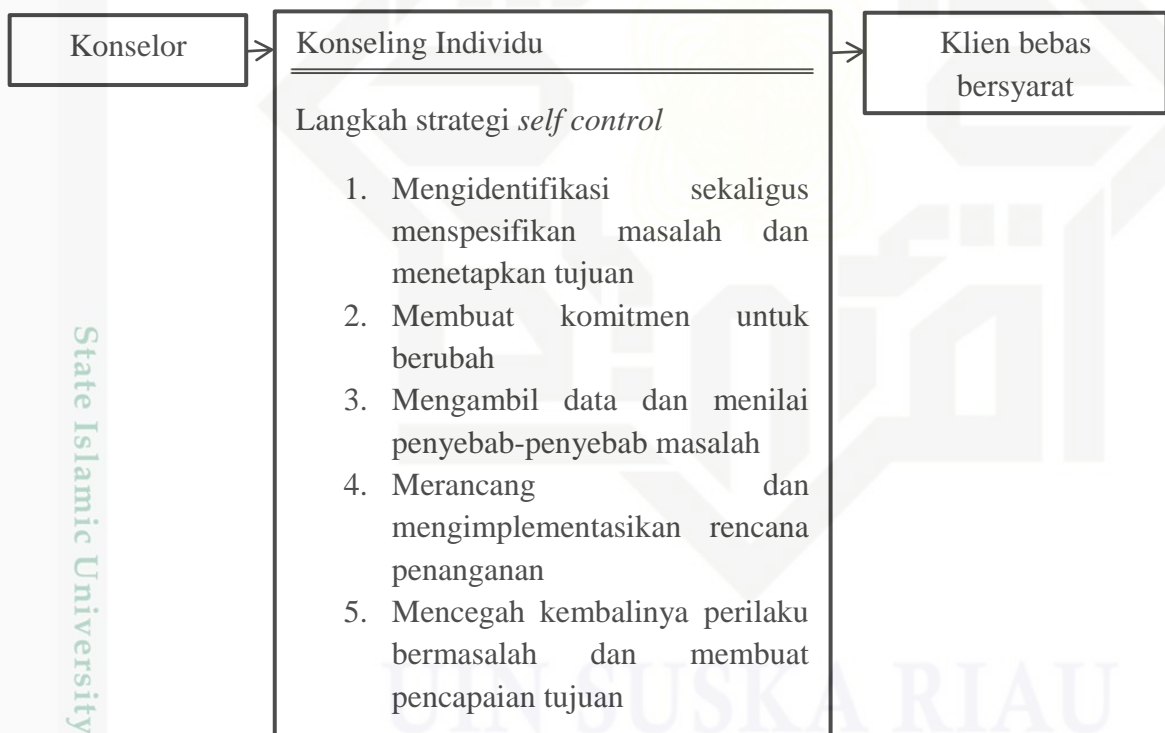 Konselor
Konseling Individu
Klien bebas
bersyarat
Langkah strategi self control
1. Mengidentifikasi sekaligus
menspesifikan masalah dan
menetapkan tujuan
2. Membuat komitmen untuk
berubah
3. Mengambil data dan menilai
penyebab-penyebab masalah
4. Merancang dan
mengimplementasikan rencana
penanganan
5. Mencegah kembalinya perilaku
bermasalah dan membuat
pencapaian tujuan
State Islamic University
UIN SUSKA RIAU